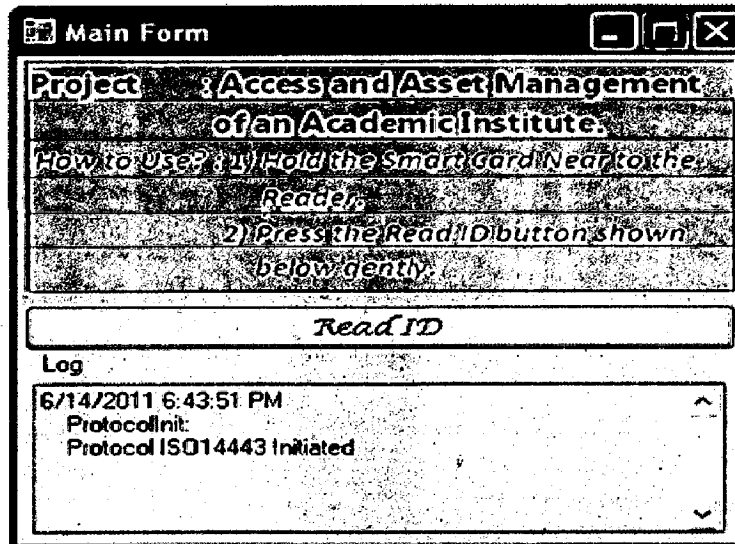 Main Form
Project : Access and Asset Management
of an Academic Institute.
How to Use? : 1) Hold the Smart Card Near to the
Reader.
2) Press the Read ID button shown
below gently.
Read ID
Log
6/14/2011 6:43:51 PM
ProtocolInit:
Protocol ISO14443 Initiated